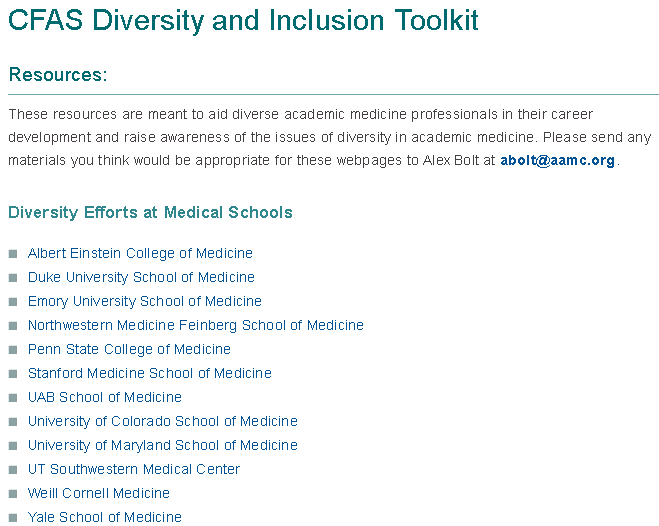 CFAS Diversity and Inclusion Toolkit
Resources:
These resources are meant to aid diverse academic medicine professionals in their career
development and raise awareness of the issues of diversity in academic medicine. Please send any
materials you think would be appropriate for these webpages to Alex Bolt at abolt@aamc.org.
Diversity Efforts at Medical Schools
Albert Einstein College of Medicine
Duke University School of Medicine
Emory University School of Medicine
Northwestern Medicine Feinberg School of Medicine
Penn State College of Medicine
Stanford Medicine School of Medicine
UAB School of Medicine
University of Colorado School of Medicine
University of Maryland School of Medicine
UT Southwestern Medical Center
Weill Cornell Medicine
Yale School of Medicine